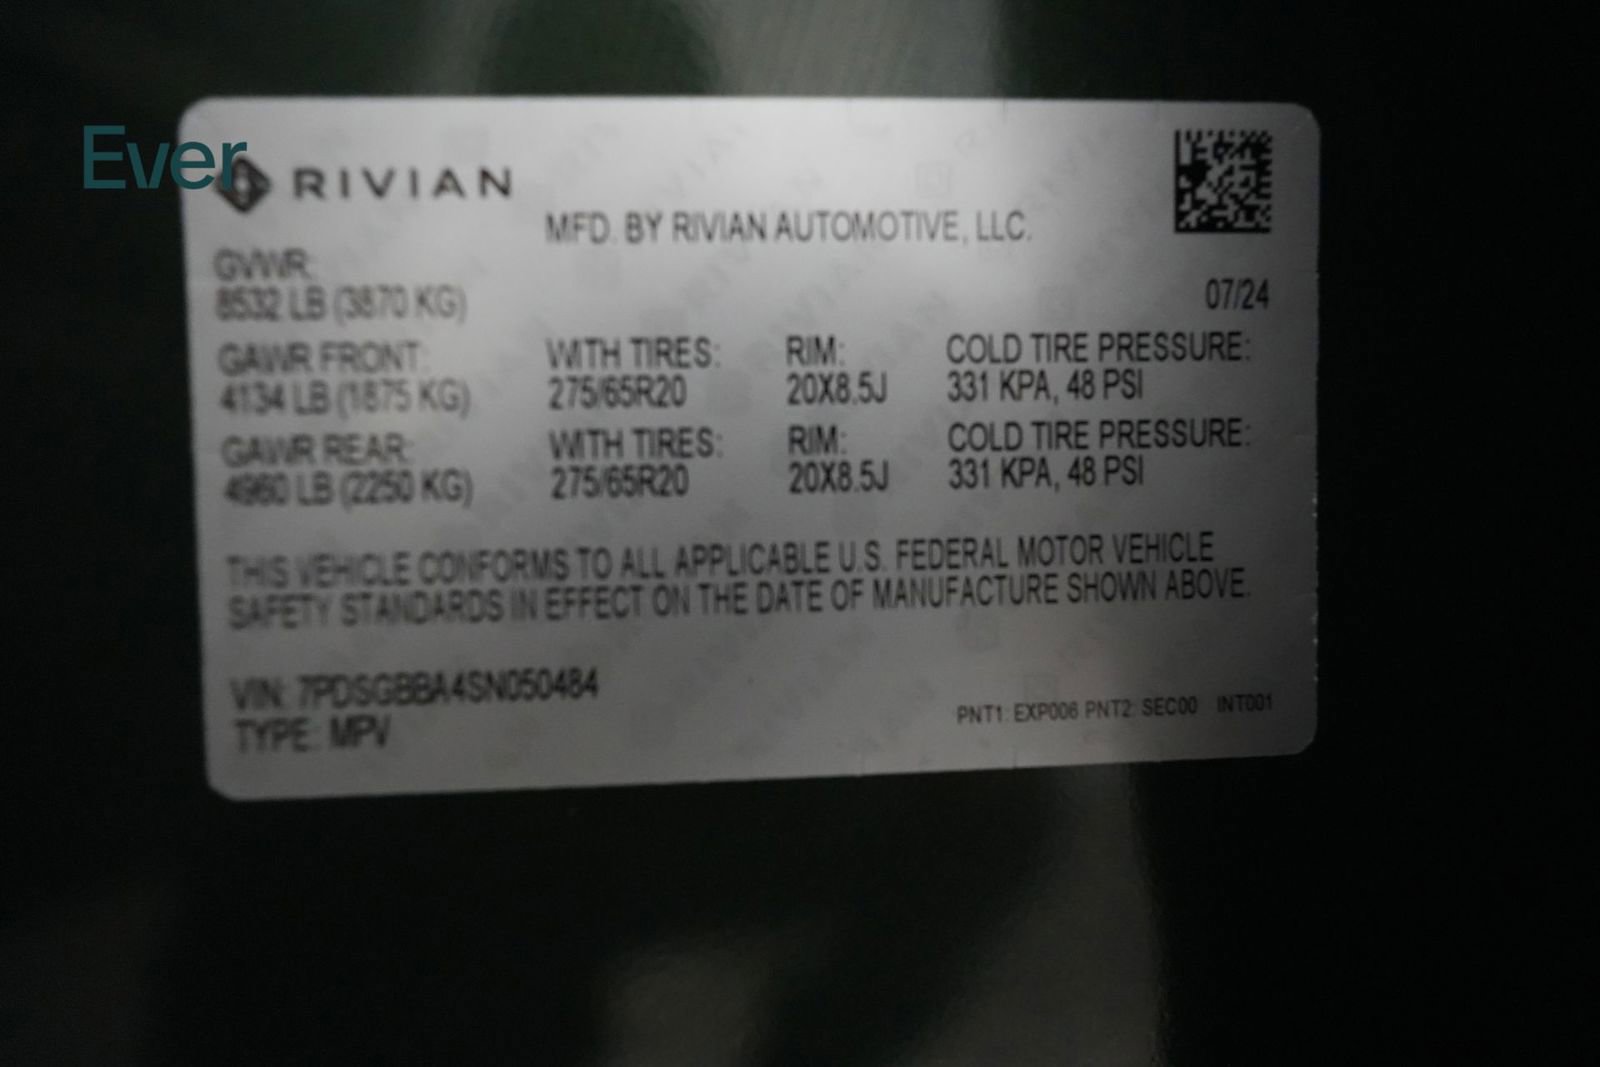 Ever
RIVIAN
MFD. BY RIVIAN AUTOMOTIVE, LLC.
GVWR:
8532 LB (3870 KG)
07/24
GAWR FRONT: WITH TIRES: RIM: COLD TIRE PRESSURE:
4134 LB (1875 KG) 275/65R20 20X8.5J 331 KPA, 48 PSI
GAWR REAR: WITH TIRES: RIM: COLD TIRE PRESSURE:
4960 LB (2250 KG) 275/65R20 20X8.5J 331 KPA, 48 PSI
THIS VEHICLE CONFORMS TO ALL APPLICABLE U.S. FEDERAL MOTOR VEHICLE
SAFETY STANDARDS IN EFFECT ON THE DATE OF MANUFACTURE SHOWN ABOVE.
VIN: 7PDSGBBA4SN050484
TYPE: MPV
PNT1: EXP006 PNT2: SEC00 INT001